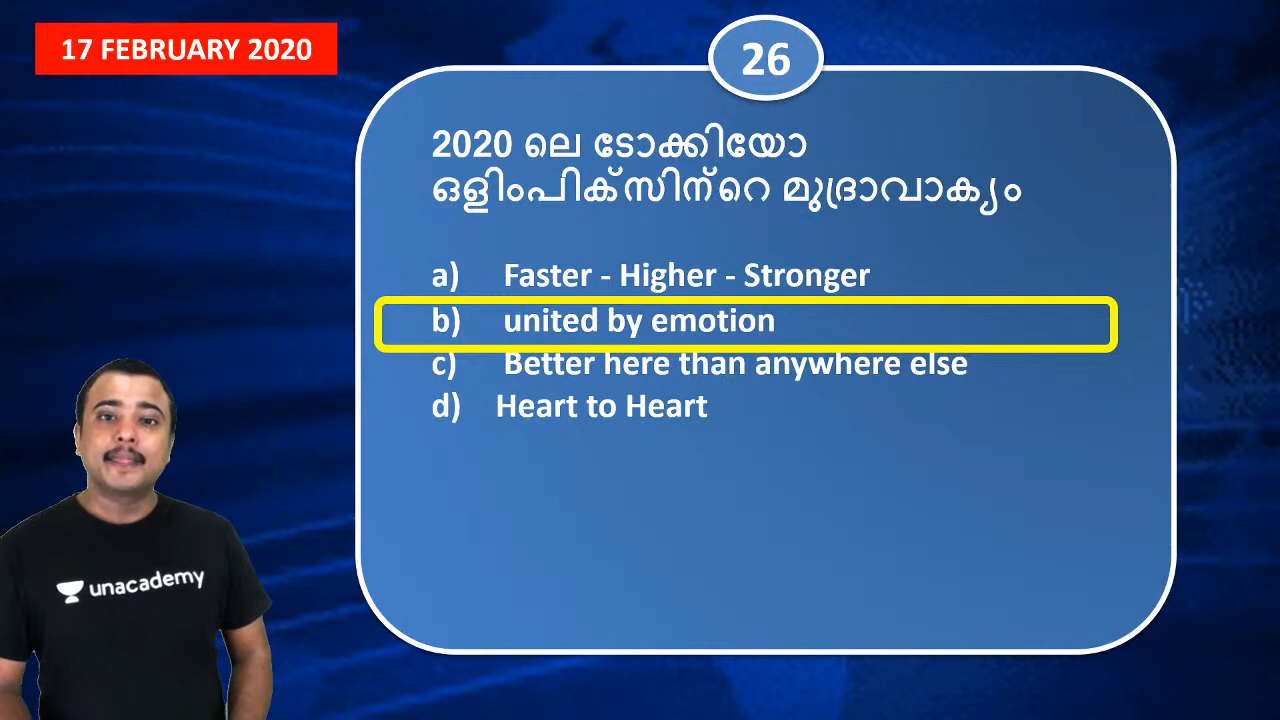 17 FEBRUARY 2020
26
2020 ലെ ടോക്കിയോ
ഒളിംപിക്സിന്റെ മുദ്രാവാക്യം
a) Faster - Higher - Stronger
b) united by emotion
c) Better here than anywhere else
d) Heart to Heart
unacademy